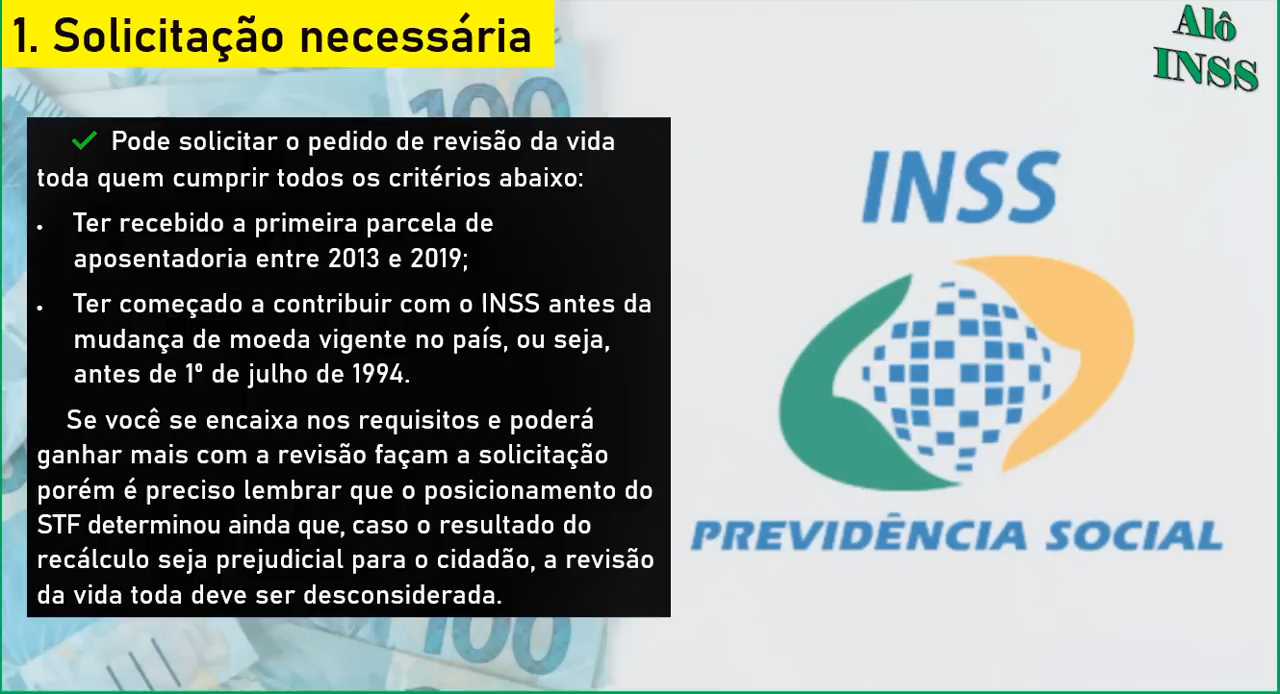 1. Solicitação necessária
Alô
INSS
100
✓ Pode solicitar o pedido de revisão da vida
toda quem cumprir todos os critérios abaixo:
• Ter recebido a primeira parcela de
aposentadoria entre 2013 e 2019;
• Ter começado a contribuir com o INSS antes da
mudança de moeda vigente no país, ou seja,
antes de 1º de julho de 1994.
Se você se encaixa nos requisitos e poderá
ganhar mais com a revisão façam a solicitação
porém é preciso lembrar que o posicionamento do
STF determinou ainda que, caso o resultado do
recálculo seja prejudicial para o cidadão, a revisão
da vida toda deve ser desconsiderada.
100
INSS
PREVIDÊNCIA SOCIAL